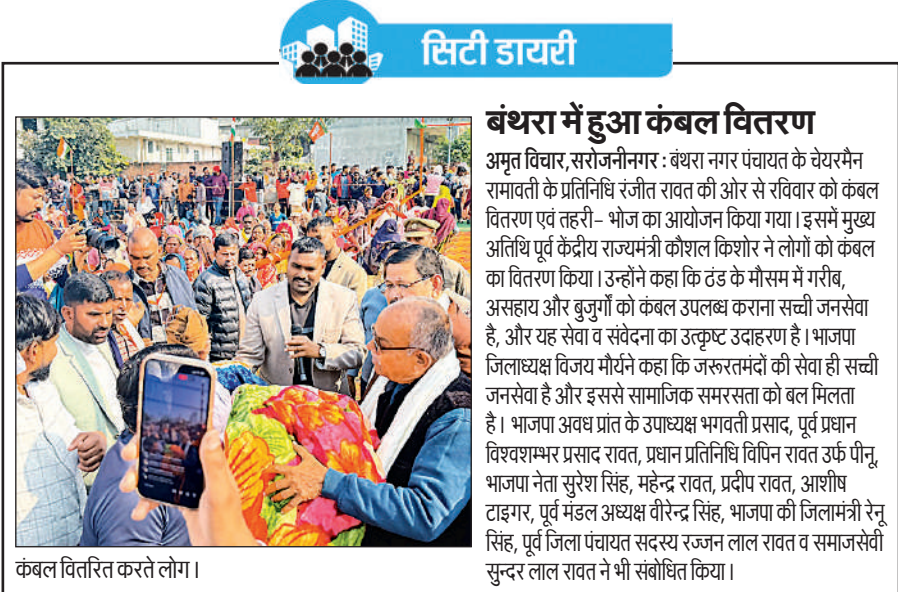 सिटी डायरी
बंथरा में हुआ कंबल वितरण
अमृत विचार,सरोजनीनगर : बंथरा नगर पंचायत के चेयरमैन
रामावती के प्रतिनिधि रंजीत रावत की ओर से रविवार को कंबल
वितरण एवं तहरी- भोज का आयोजन किया गया। इसमें मुख्य
अतिथि पूर्व केंद्रीय राज्यमंत्री कौशल किशोर ने लोगों को कंबल
का वितरण किया। उन्होंने कहा कि ठंड के मौसम में गरीब,
असहाय और बुजुर्गों को कंबल उपलब्ध कराना सच्ची जनसेवा
है, और यह सेवा व संवेदना का उत्कृष्ट उदाहरण है। भाजपा
जिलाध्यक्ष विजय मौर्यने कहा कि जरूरतमंदों की सेवा ही सच्ची
जनसेवा है और इससे सामाजिक समरसता को बल मिलता
है। भाजपा अवध प्रांत के उपाध्यक्ष भगवती प्रसाद, पूर्व प्रधान
विश्वशम्भर प्रसाद रावत, प्रधान प्रतिनिधि विपिन रावत उर्फ पीनू,
भाजपा नेता सुरेश सिंह, महेन्द्र रावत, प्रदीप रावत, आशीष
टाइगर, पूर्व मंडल अध्यक्ष वीरेन्द्र सिंह, भाजपा की जिलामंत्री रेनू
सिंह, पूर्व जिला पंचायत सदस्य रज्जन लाल रावत व समाजसेवी
सुन्दर लाल रावत ने भी संबोधित किया।
कंबल वितरित करते लोग।